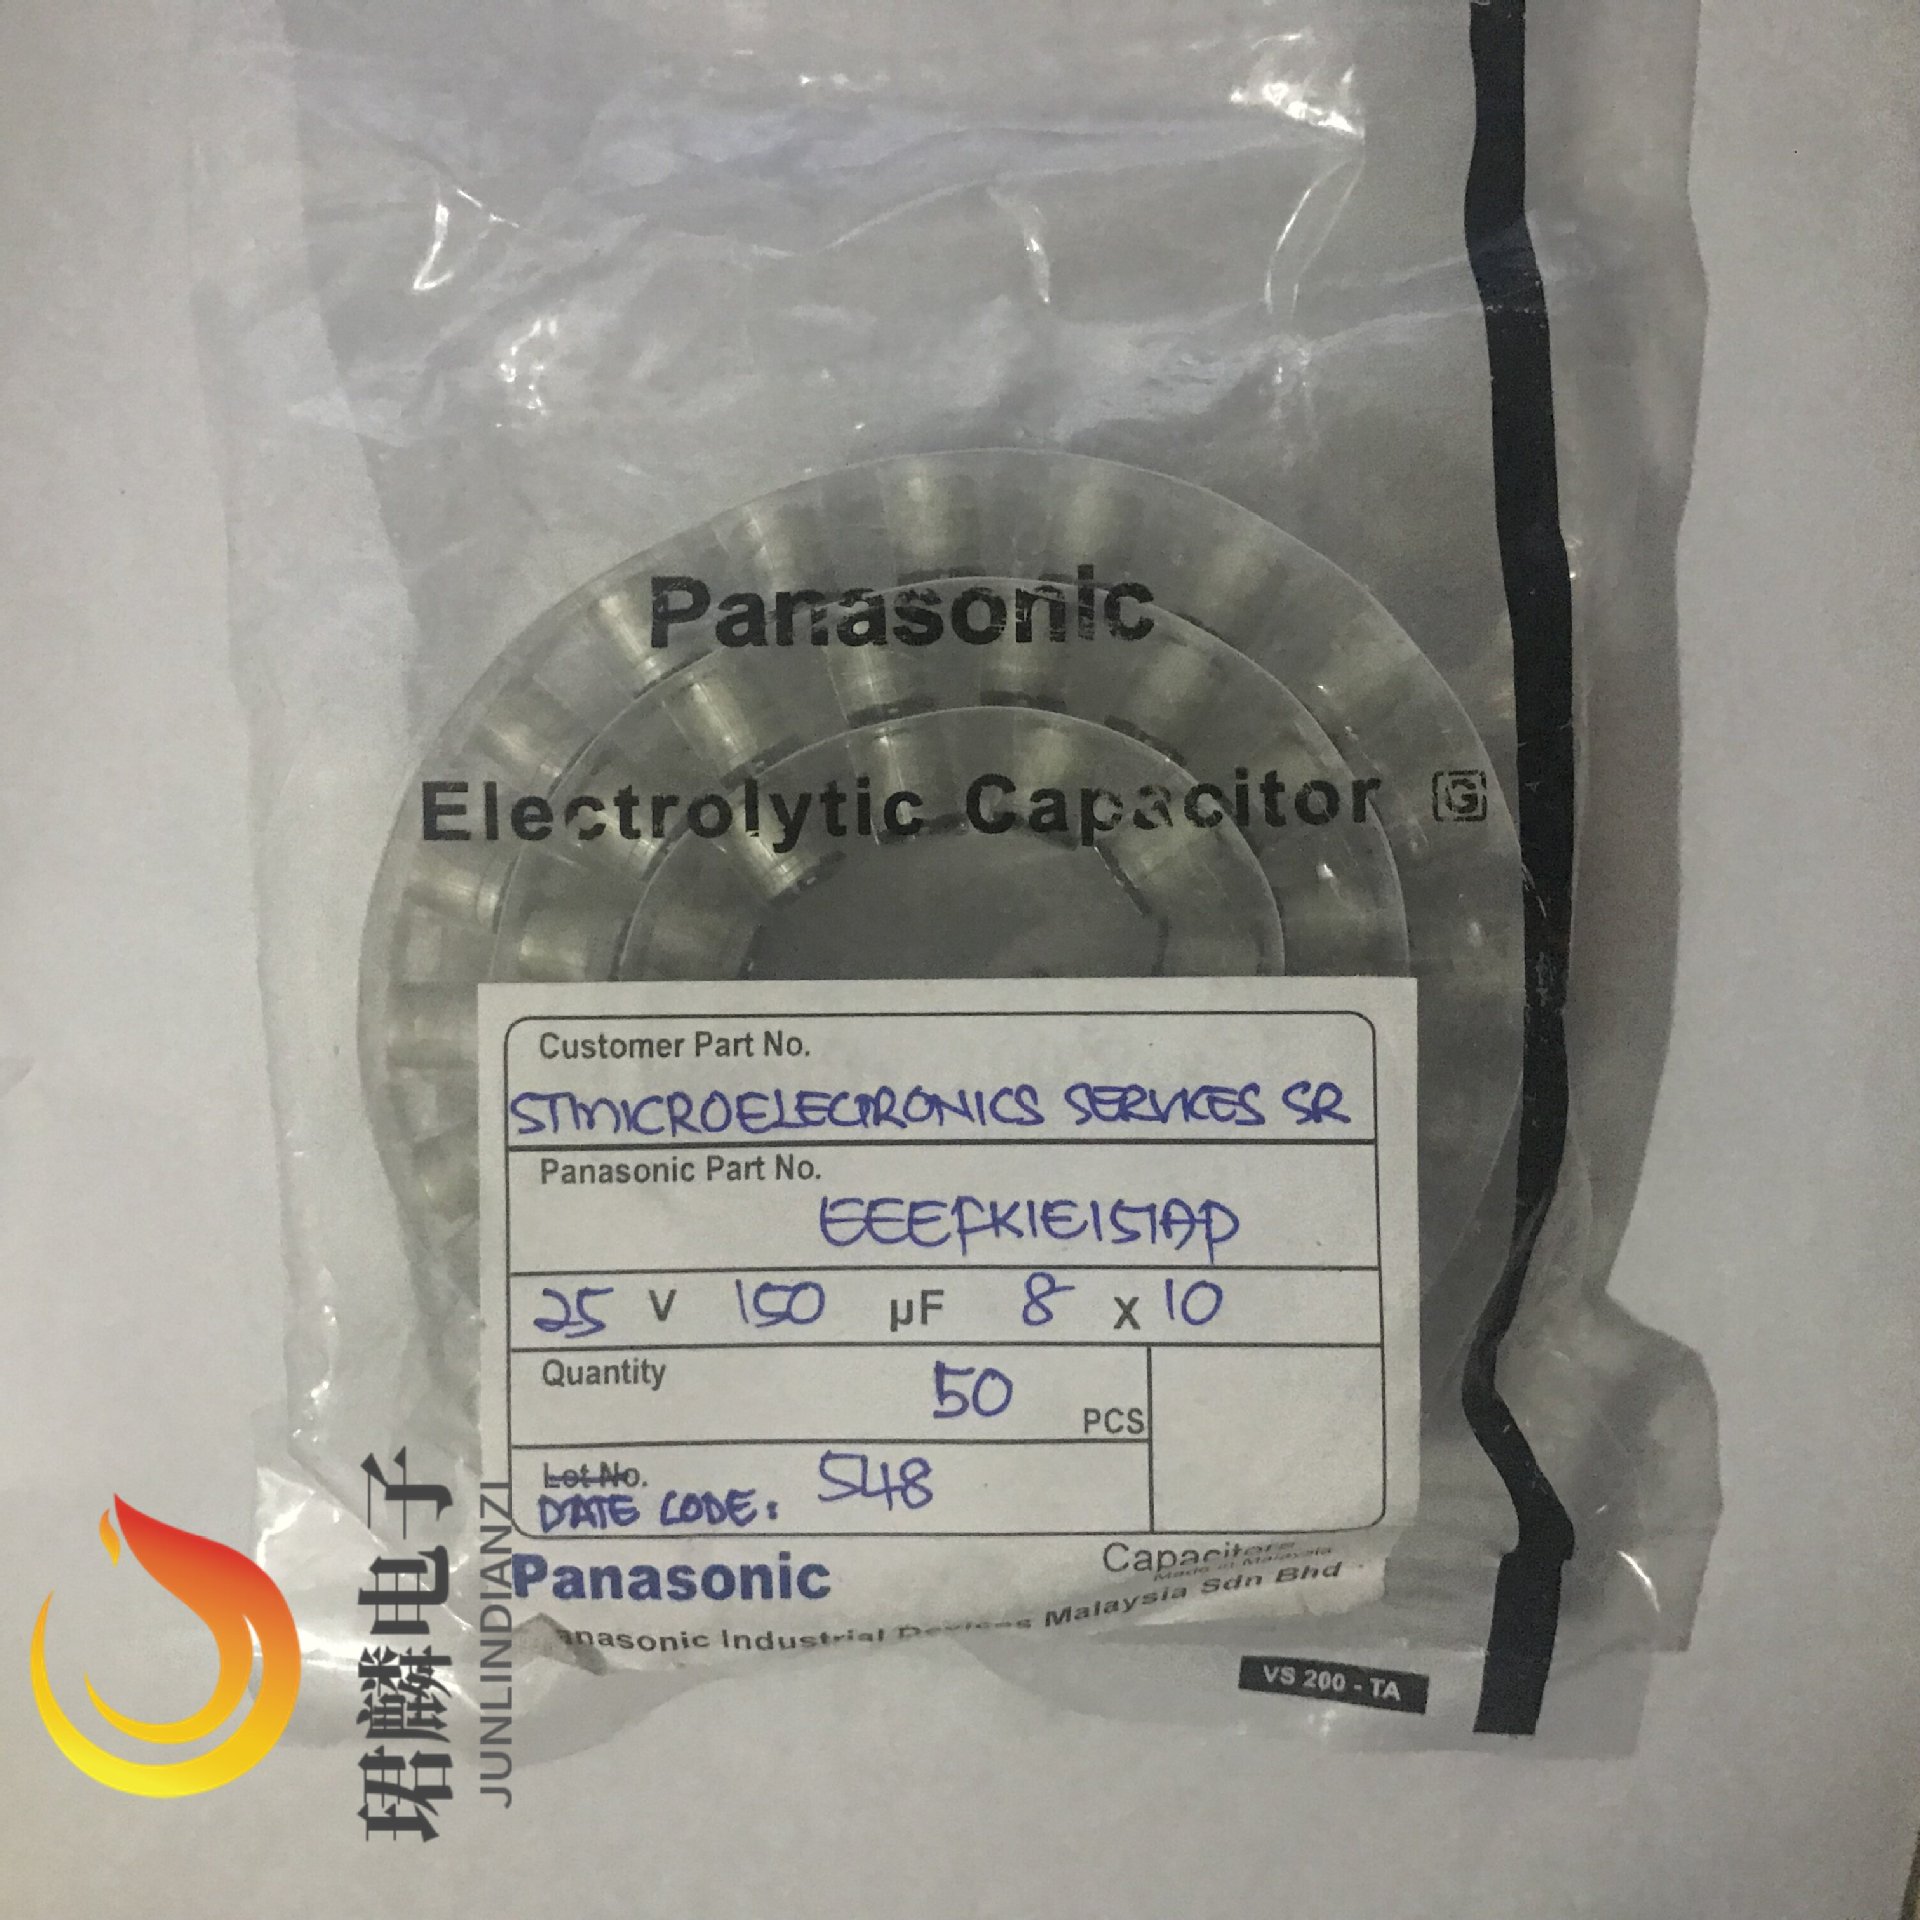 Panasonic
Electrolytic Capacitor G
Customer Part No.
STMICROELECTRONICS SERVICES SR
Panasonic Part No.
EEEFK1E151AP
25 V 150 µF 8 X 10
Quantity 50 PCS
Lot No.
DATE CODE: 548
Panasonic
Capacitors
Made in Malaysia
Panasonic Industrial Devices Malaysia Sdn Bhd
VS 200 - TA
珺麟电子
JUNLINDIANZI